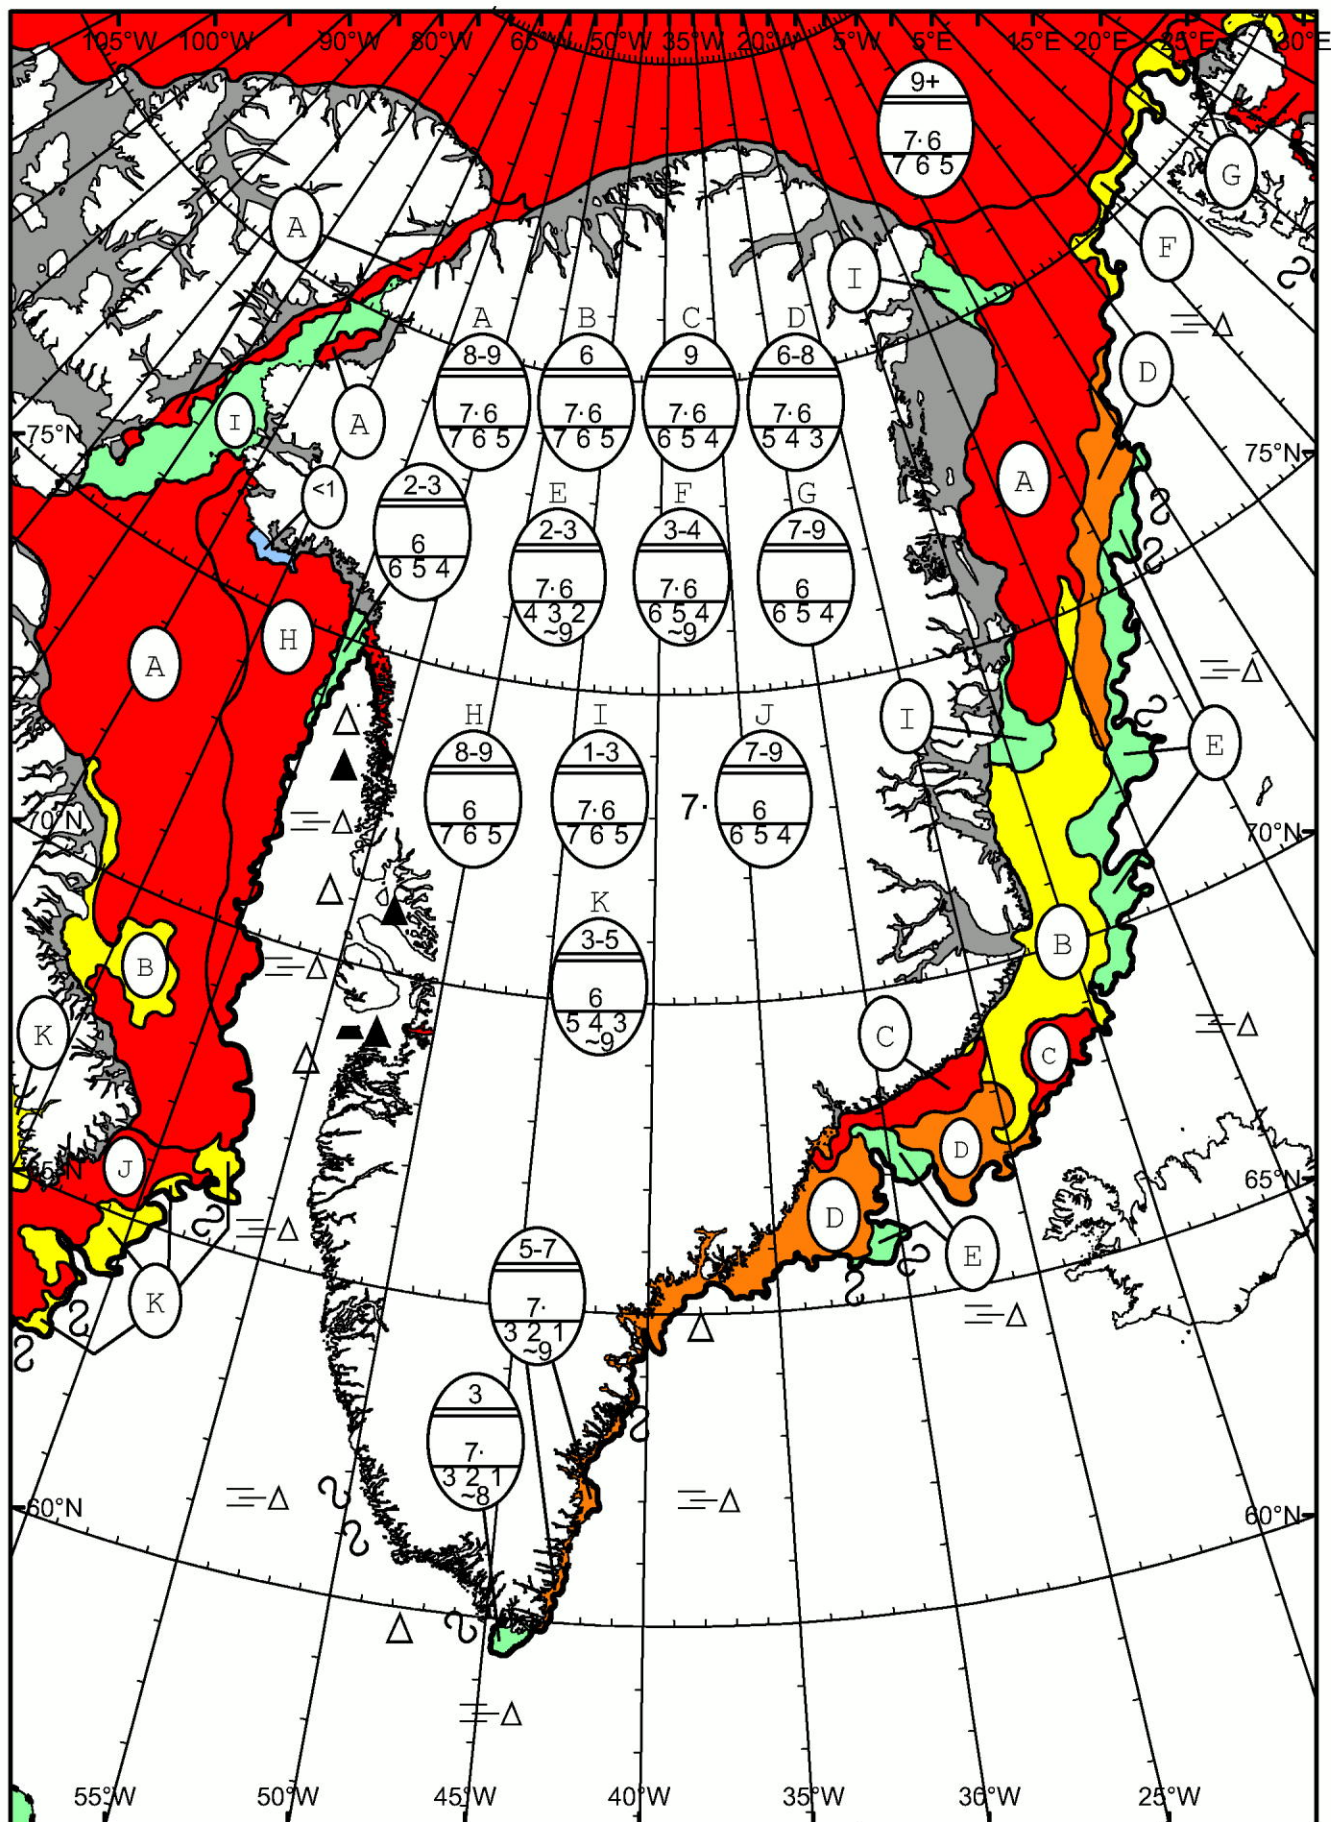 105°W 100°W 90°W 80°W 65°W 50°W 35°W 20°W 5°W 5°E 15°E 20°E 25°E 30°E
9+
7·6
7 6 5
G
A
F
I
A B C D
8-9 6 9 6-8
7·6 7·6 7·6 7·6
7 6 5 7 6 5 6 5 4 5 4 3
D
I
A
75°N
75°N
<1
A
2-3
6
6 5 4
E F G
2-3 3-4 7-9
7·6 7·6 6
4 3 2 6 5 4 6 5 4
~9 ~9
H
A
I
E
H I J
8-9 1-3 7-9
6 7·6 7· 6
7 6 5 7 6 5 6 5 4
70°N
70°N
K
3-5
6
5 4 3
~9
B
B
K
C
C
J
D
65°N
65°N
D
E
K
5-7
7·
3 2 1
~9
3
7·
3 2 1
~8
60°N
60°N
55°W 50°W 45°W 40°W 35°W 30°W 25°W